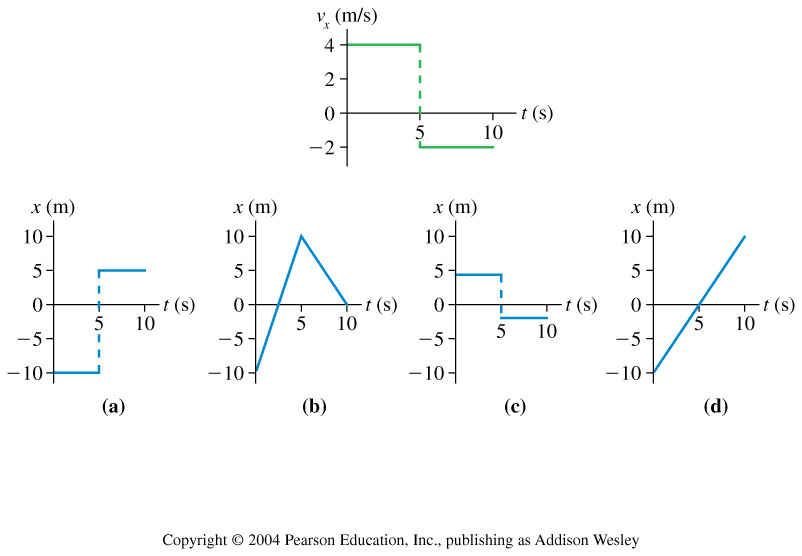 vₓ (m/s)
4
2
0
−2
5 10
t (s)
x (m) x (m) x (m) x (m)
10 10 10 10
5 5 5 5
0 0 0 0
5 10 t (s) 5 10 t (s) 5 10 t (s) 5 10 t (s)
−5 −5 −5 −5
−10 −10 −10 −10
(a) (b) (c) (d)
Copyright © 2004 Pearson Education, Inc., publishing as Addison Wesley